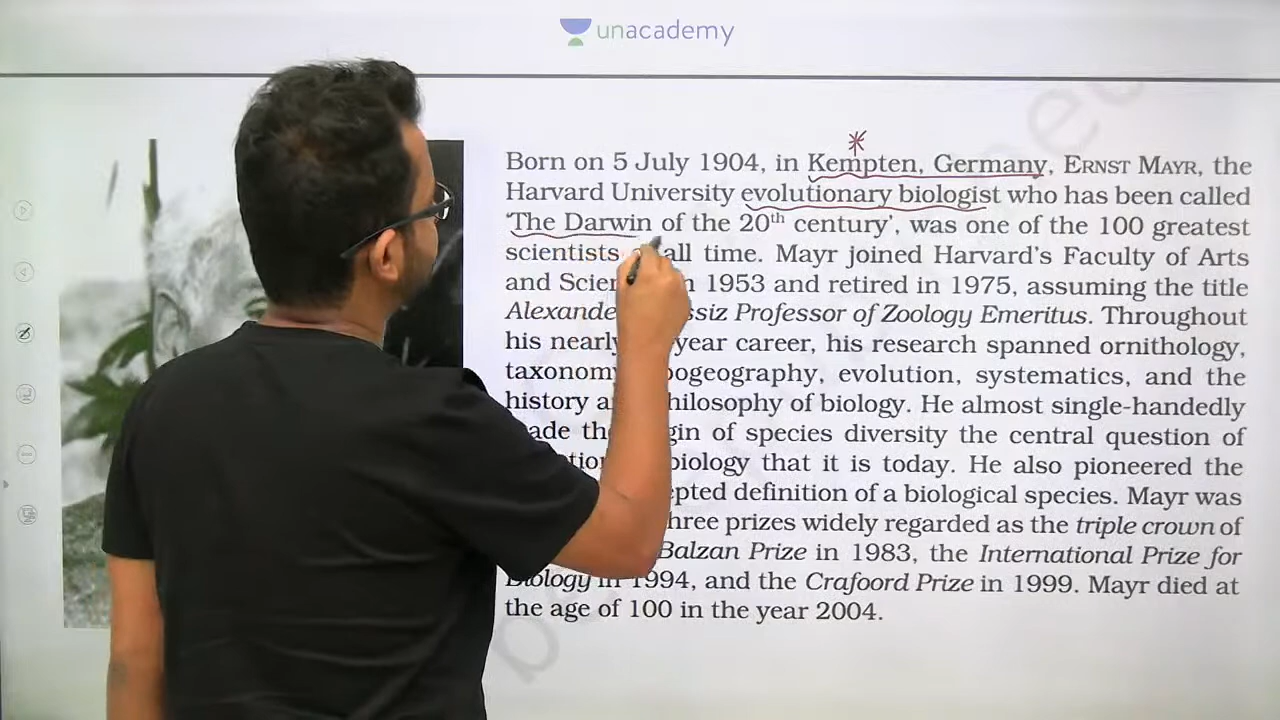 unacademy
Born on 5 July 1904, in Kempten, Germany, ERNST MAYR, the
Harvard University evolutionary biologist who has been called
‘The Darwin of the 20th century’, was one of the 100 greatest
scientists all time. Mayr joined Harvard’s Faculty of Arts
and 1953 and retired in 1975, assuming the title
Professor of Zoology Emeritus. Throughout
his nearly year career, his research spanned ornithology,
taxonomy, evolution, systematics, and the
history philosophy of biology. He almost single-handedly
of species diversity the central question of
biology that it is today. He also pioneered the
definition of a biological species. Mayr was
three prizes widely regarded as the triple crown of
Balzan Prize in 1983, the International Prize for
Biology in 1994, and the Crafoord Prize in 1999. Mayr died at
the age of 100 in the year 2004.